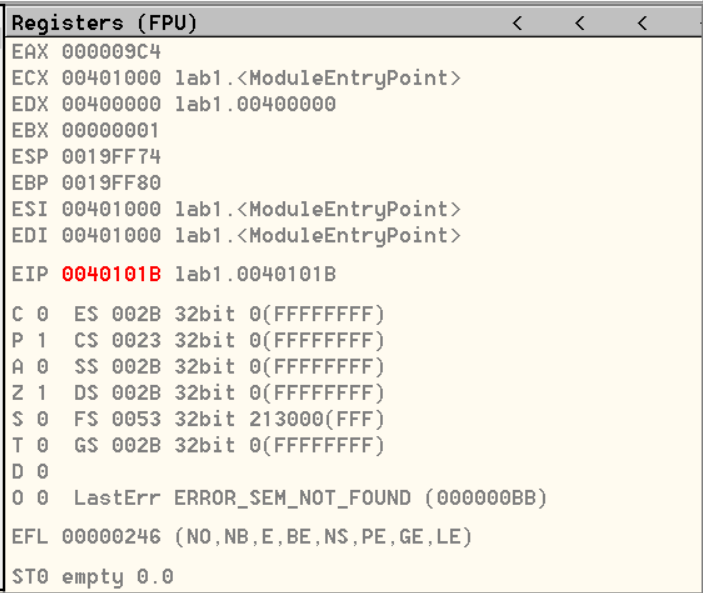 Registers (FPU) < < <
EAX 000009C4
ECX 00401000 lab1.<ModuleEntryPoint>
EDX 00400000 lab1.00400000
EBX 00000001
ESP 0019FF74
EBP 0019FF80
ESI 00401000 lab1.<ModuleEntryPoint>
EDI 00401000 lab1.<ModuleEntryPoint>
EIP 0040101B lab1.0040101B
C 0 ES 002B 32bit 0(FFFFFFFF)
P 1 CS 0023 32bit 0(FFFFFFFF)
A 0 SS 002B 32bit 0(FFFFFFFF)
Z 1 DS 002B 32bit 0(FFFFFFFF)
S 0 FS 0053 32bit 213000(FFF)
T 0 GS 002B 32bit 0(FFFFFFFF)
D 0
O 0 LastErr ERROR_SEM_NOT_FOUND (000000BB)
EFL 00000246 (NO,NB,E,BE,NS,PE,GE,LE)
ST0 empty 0.0